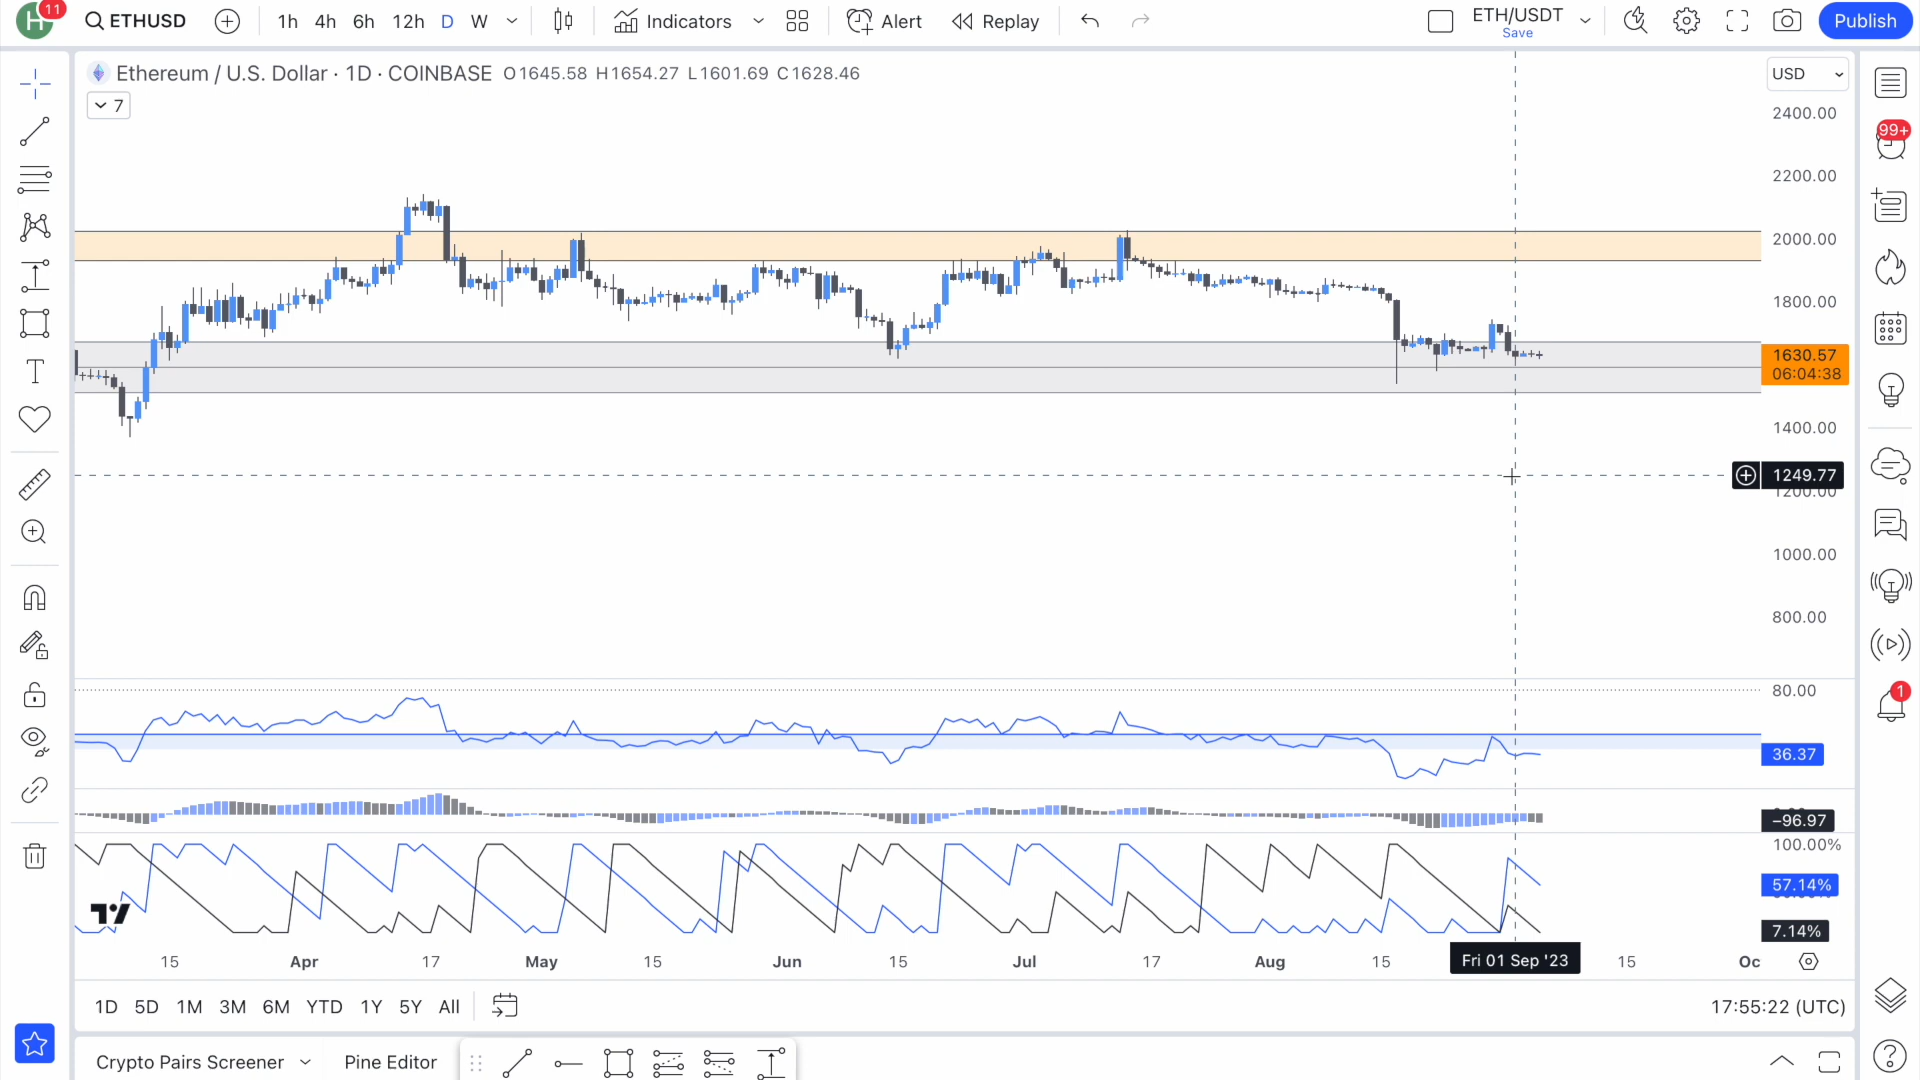 H 11 ETHUSD 1h 4h 6h 12h D W Indicators Alert Replay ETH/USDT Save Publish
Ethereum / U.S. Dollar · 1D · COINBASE O1645.58 H1654.27 L1601.69 C1628.46
USD
7
2400.00
99+
2200.00
2000.00
1800.00
1630.57
06:04:38
T
1400.00
1249.77
1200.00
1000.00
800.00
80.00
1
36.37
−96.97
100.00%
57.14%
7.14%
15 Apr 17 May 15 Jun 15 Jul 17 Aug 15 Fri 01 Sep '23 15 Oc
1D 5D 1M 3M 6M YTD 1Y 5Y All 17:55:22 (UTC)
Crypto Pairs Screener Pine Editor